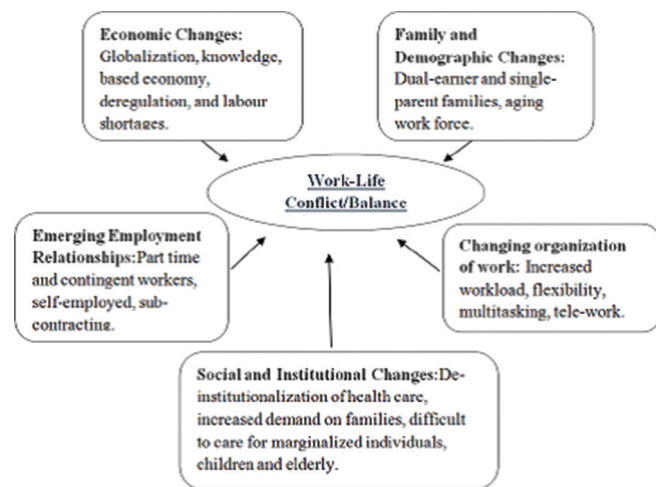 Economic Changes:
Globalization, knowledge,
based economy,
deregulation, and labour
shortages.
Family and
Demographic Changes:
Dual-earner and single-
parent families, aging
work force.
Work-Life
Conflict/Balance
Emerging Employment
Relationships:Part time
and contingent workers,
self-employed, sub-
contracting.
Changing organization
of work: Increased
workload, flexibility,
multitasking, tele-work.
Social and Institutional Changes:De-
institutionalization of health care,
increased demand on families, difficult
to care for marginalized individuals,
children and elderly.